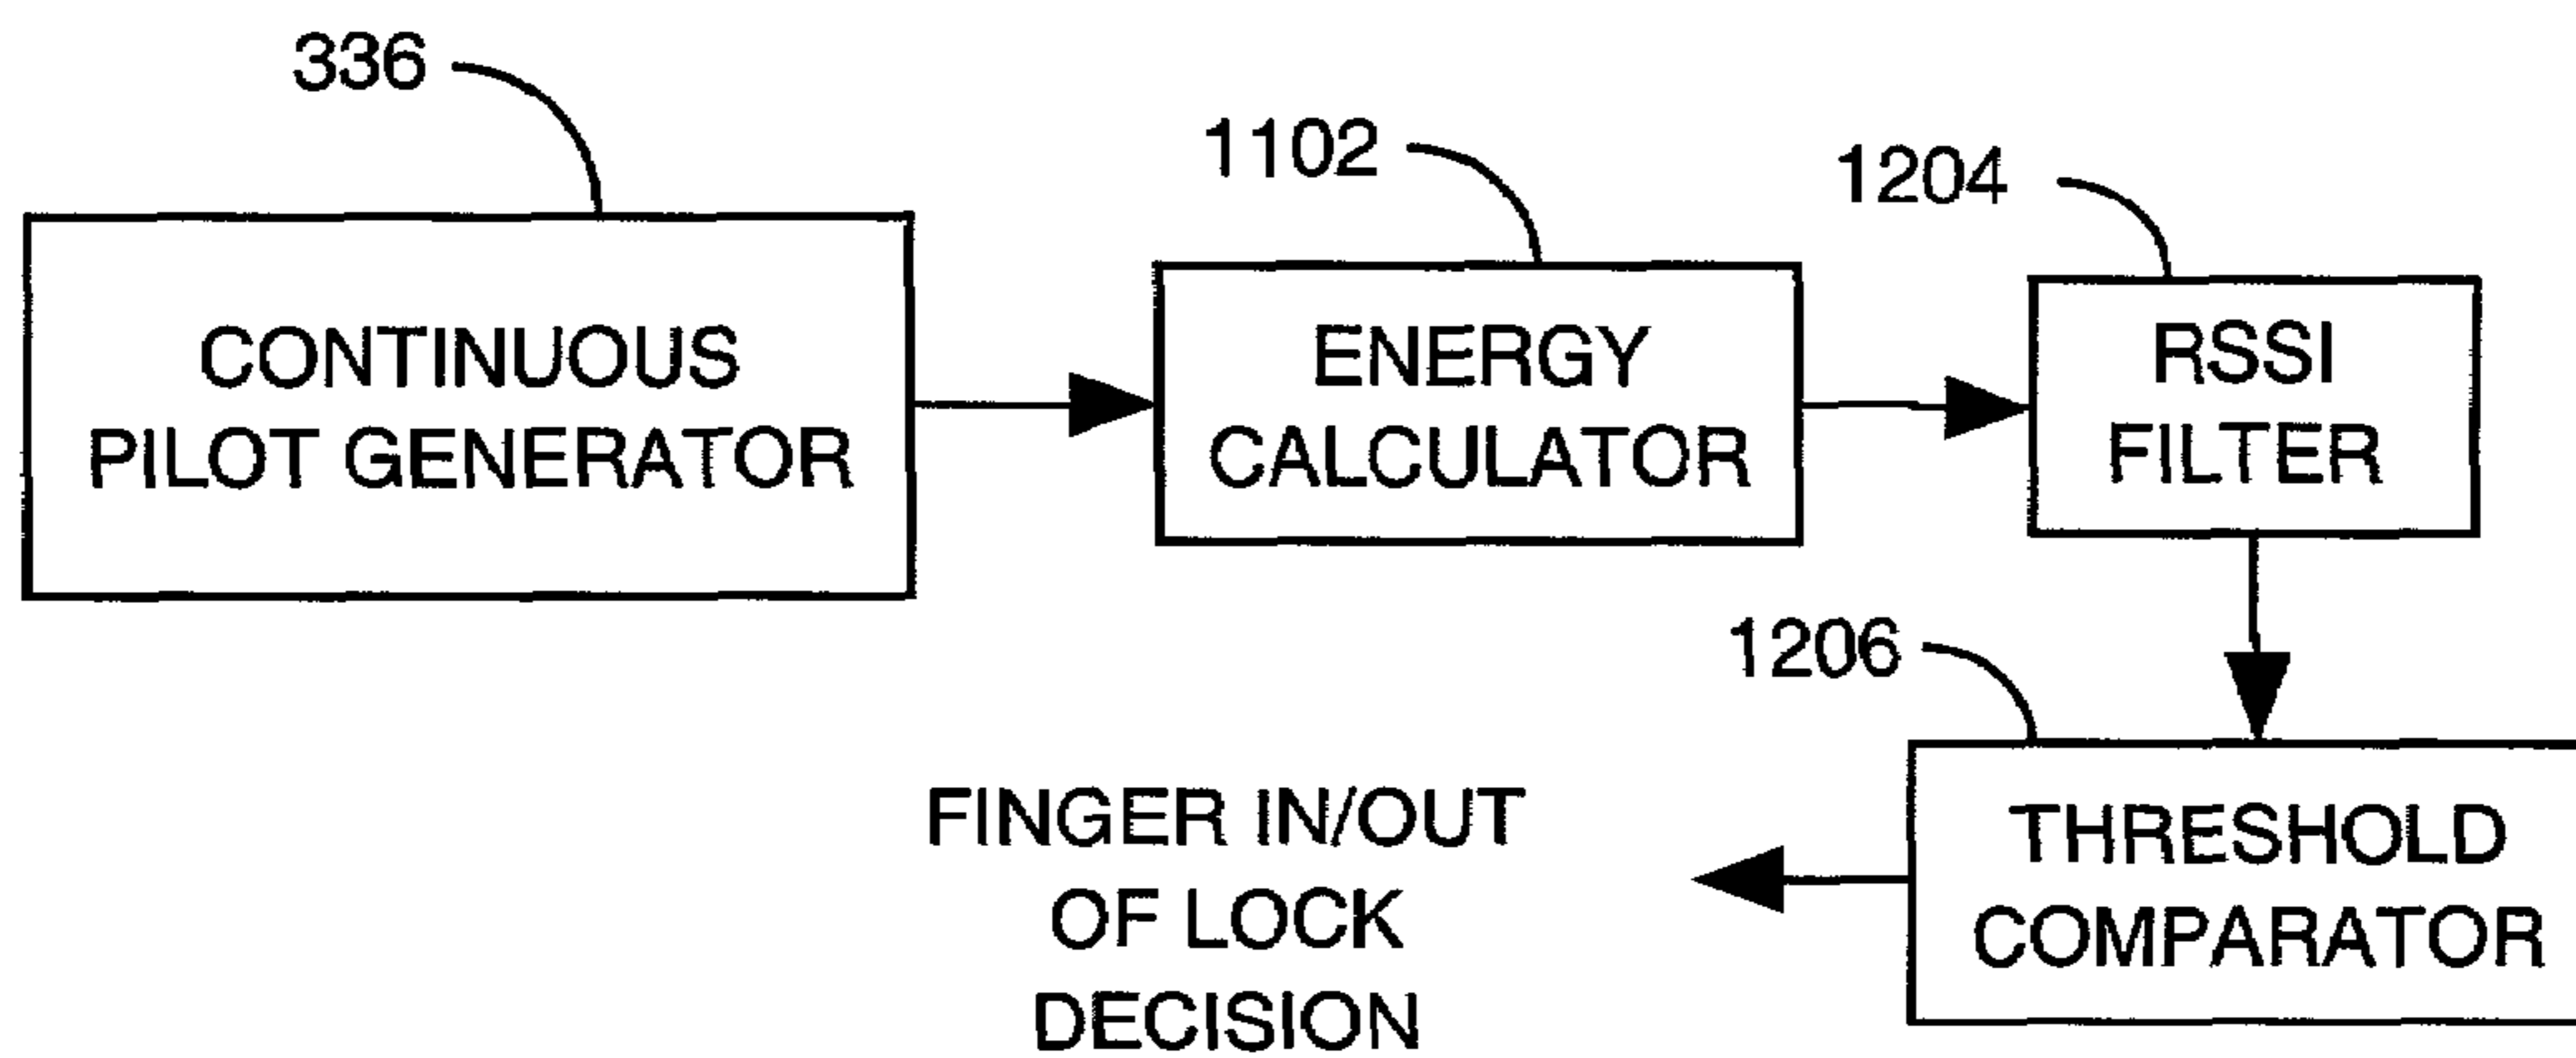 336
1102
1204
CONTINUOUS
PILOT GENERATOR
ENERGY
CALCULATOR
RSSI
FILTER
1206
FINGER IN/OUT
OF LOCK
DECISION
THRESHOLD
COMPARATOR